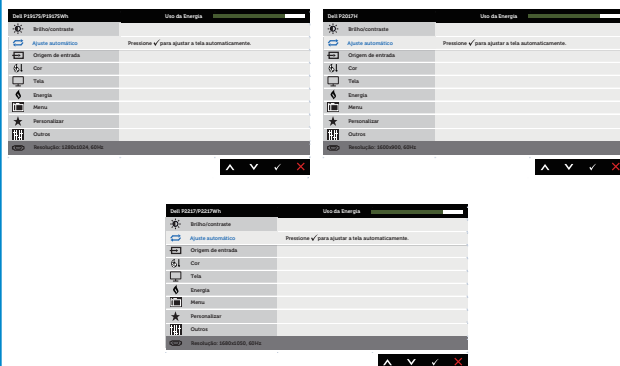 Dell P1917S/P1917SWh Uso da Energia
Brilho/contraste
Ajuste automático Pressione ✓ para ajustar a tela automaticamente.
Origem de entrada
Cor
Tela
Energia
Menu
Personalizar
Outros
Resolução: 1280x1024, 60Hz
Dell P2017H Uso da Energia
Brilho/contraste
Ajuste automático Pressione ✓ para ajustar a tela automaticamente.
Origem de entrada
Cor
Tela
Energia
Menu
Personalizar
Outros
Resolução: 1600x900, 60Hz
Dell P2217/P2217Wh Uso da Energia
Brilho/contraste
Ajuste automático Pressione ✓ para ajustar a tela automaticamente.
Origem de entrada
Cor
Tela
Energia
Menu
Personalizar
Outros
Resolução: 1680x1050, 60Hz